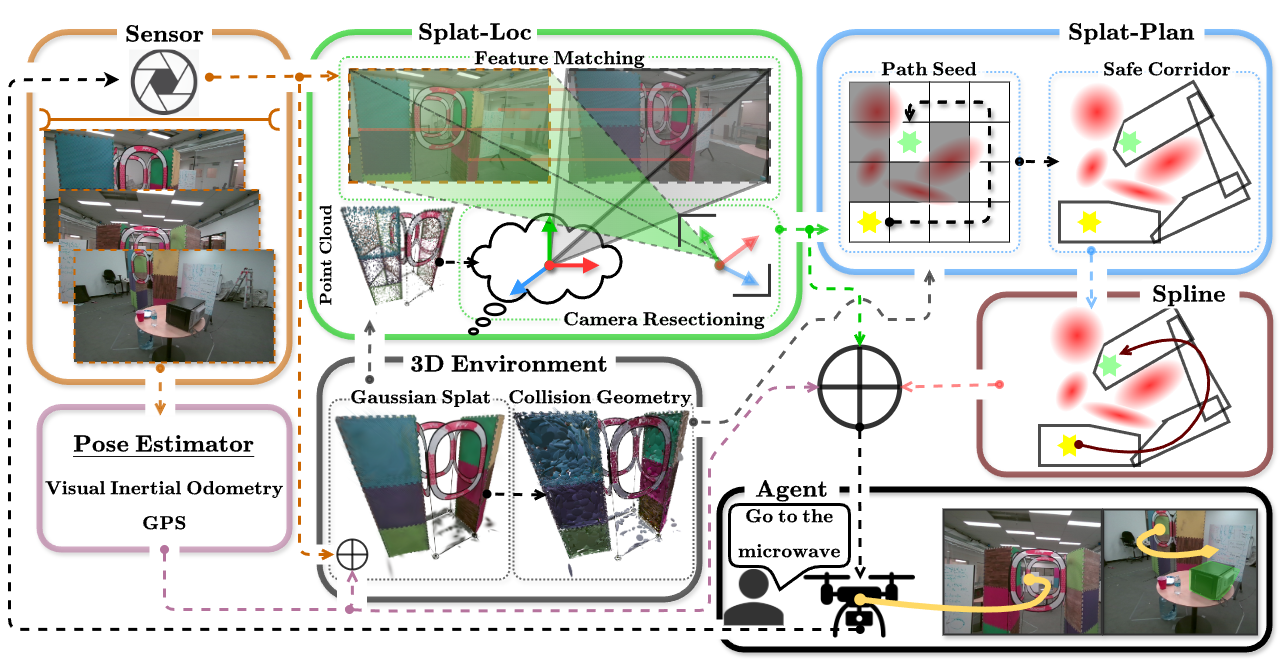 Sensor
Splat-Loc
Feature Matching
Point Cloud
Camera Resectioning
Splat-Plan
Path Seed
Safe Corridor
Spline
3D Environment
Gaussian Splat
Collision Geometry
Pose Estimator
Visual Inertial Odometry
GPS
Agent
Go to the
microwave